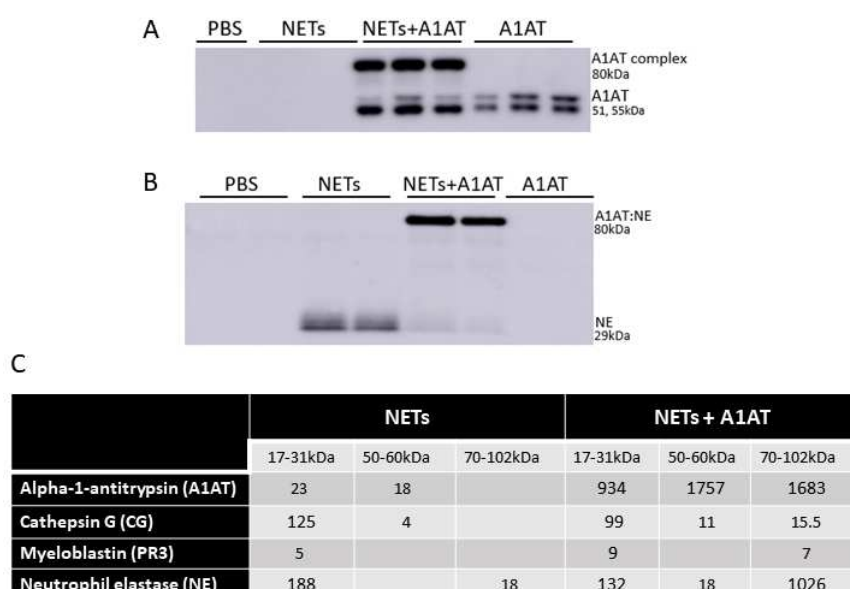 A
PBS NETs NETs+A1AT A1AT
A1AT complex
80kDa
A1AT
51, 55kDa
B
PBS NETs NETs+A1AT A1AT
A1AT:NE
80kDa
NE
29kDa
C
NETs NETs + A1AT
17-31kDa 50-60kDa 70-102kDa 17-31kDa 50-60kDa 70-102kDa
Alpha-1-antitrypsin (A1AT) 23 18 934 1757 1683
Cathepsin G (CG) 125 4 99 11 15.5
Myeloblastin (PR3) 5 9 7
Neutrophil elastase (NE) 188 18 132 18 1026